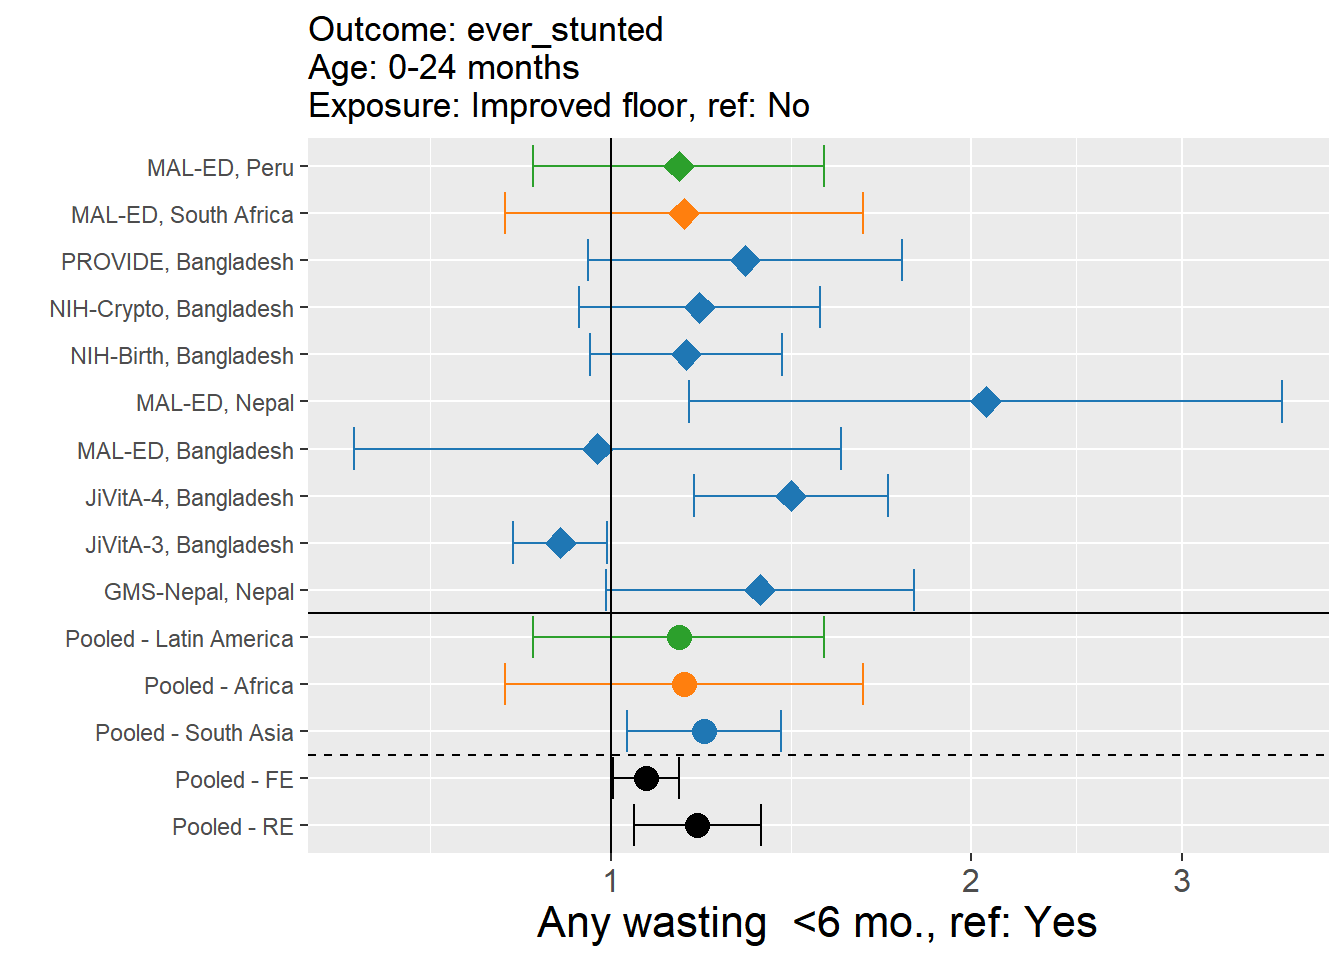 Outcome: ever_stunted
Age: 0-24 months
Exposure: Improved floor, ref: No
MAL-ED, Peru
MAL-ED, South Africa
PROVIDE, Bangladesh
NIH-Crypto, Bangladesh
NIH-Birth, Bangladesh
MAL-ED, Nepal
MAL-ED, Bangladesh
JiVitA-4, Bangladesh
JiVitA-3, Bangladesh
GMS-Nepal, Nepal
Pooled - Latin America
Pooled - Africa
Pooled - South Asia
Pooled - FE
Pooled - RE
1 2 3
Any wasting  <6 mo., ref: Yes